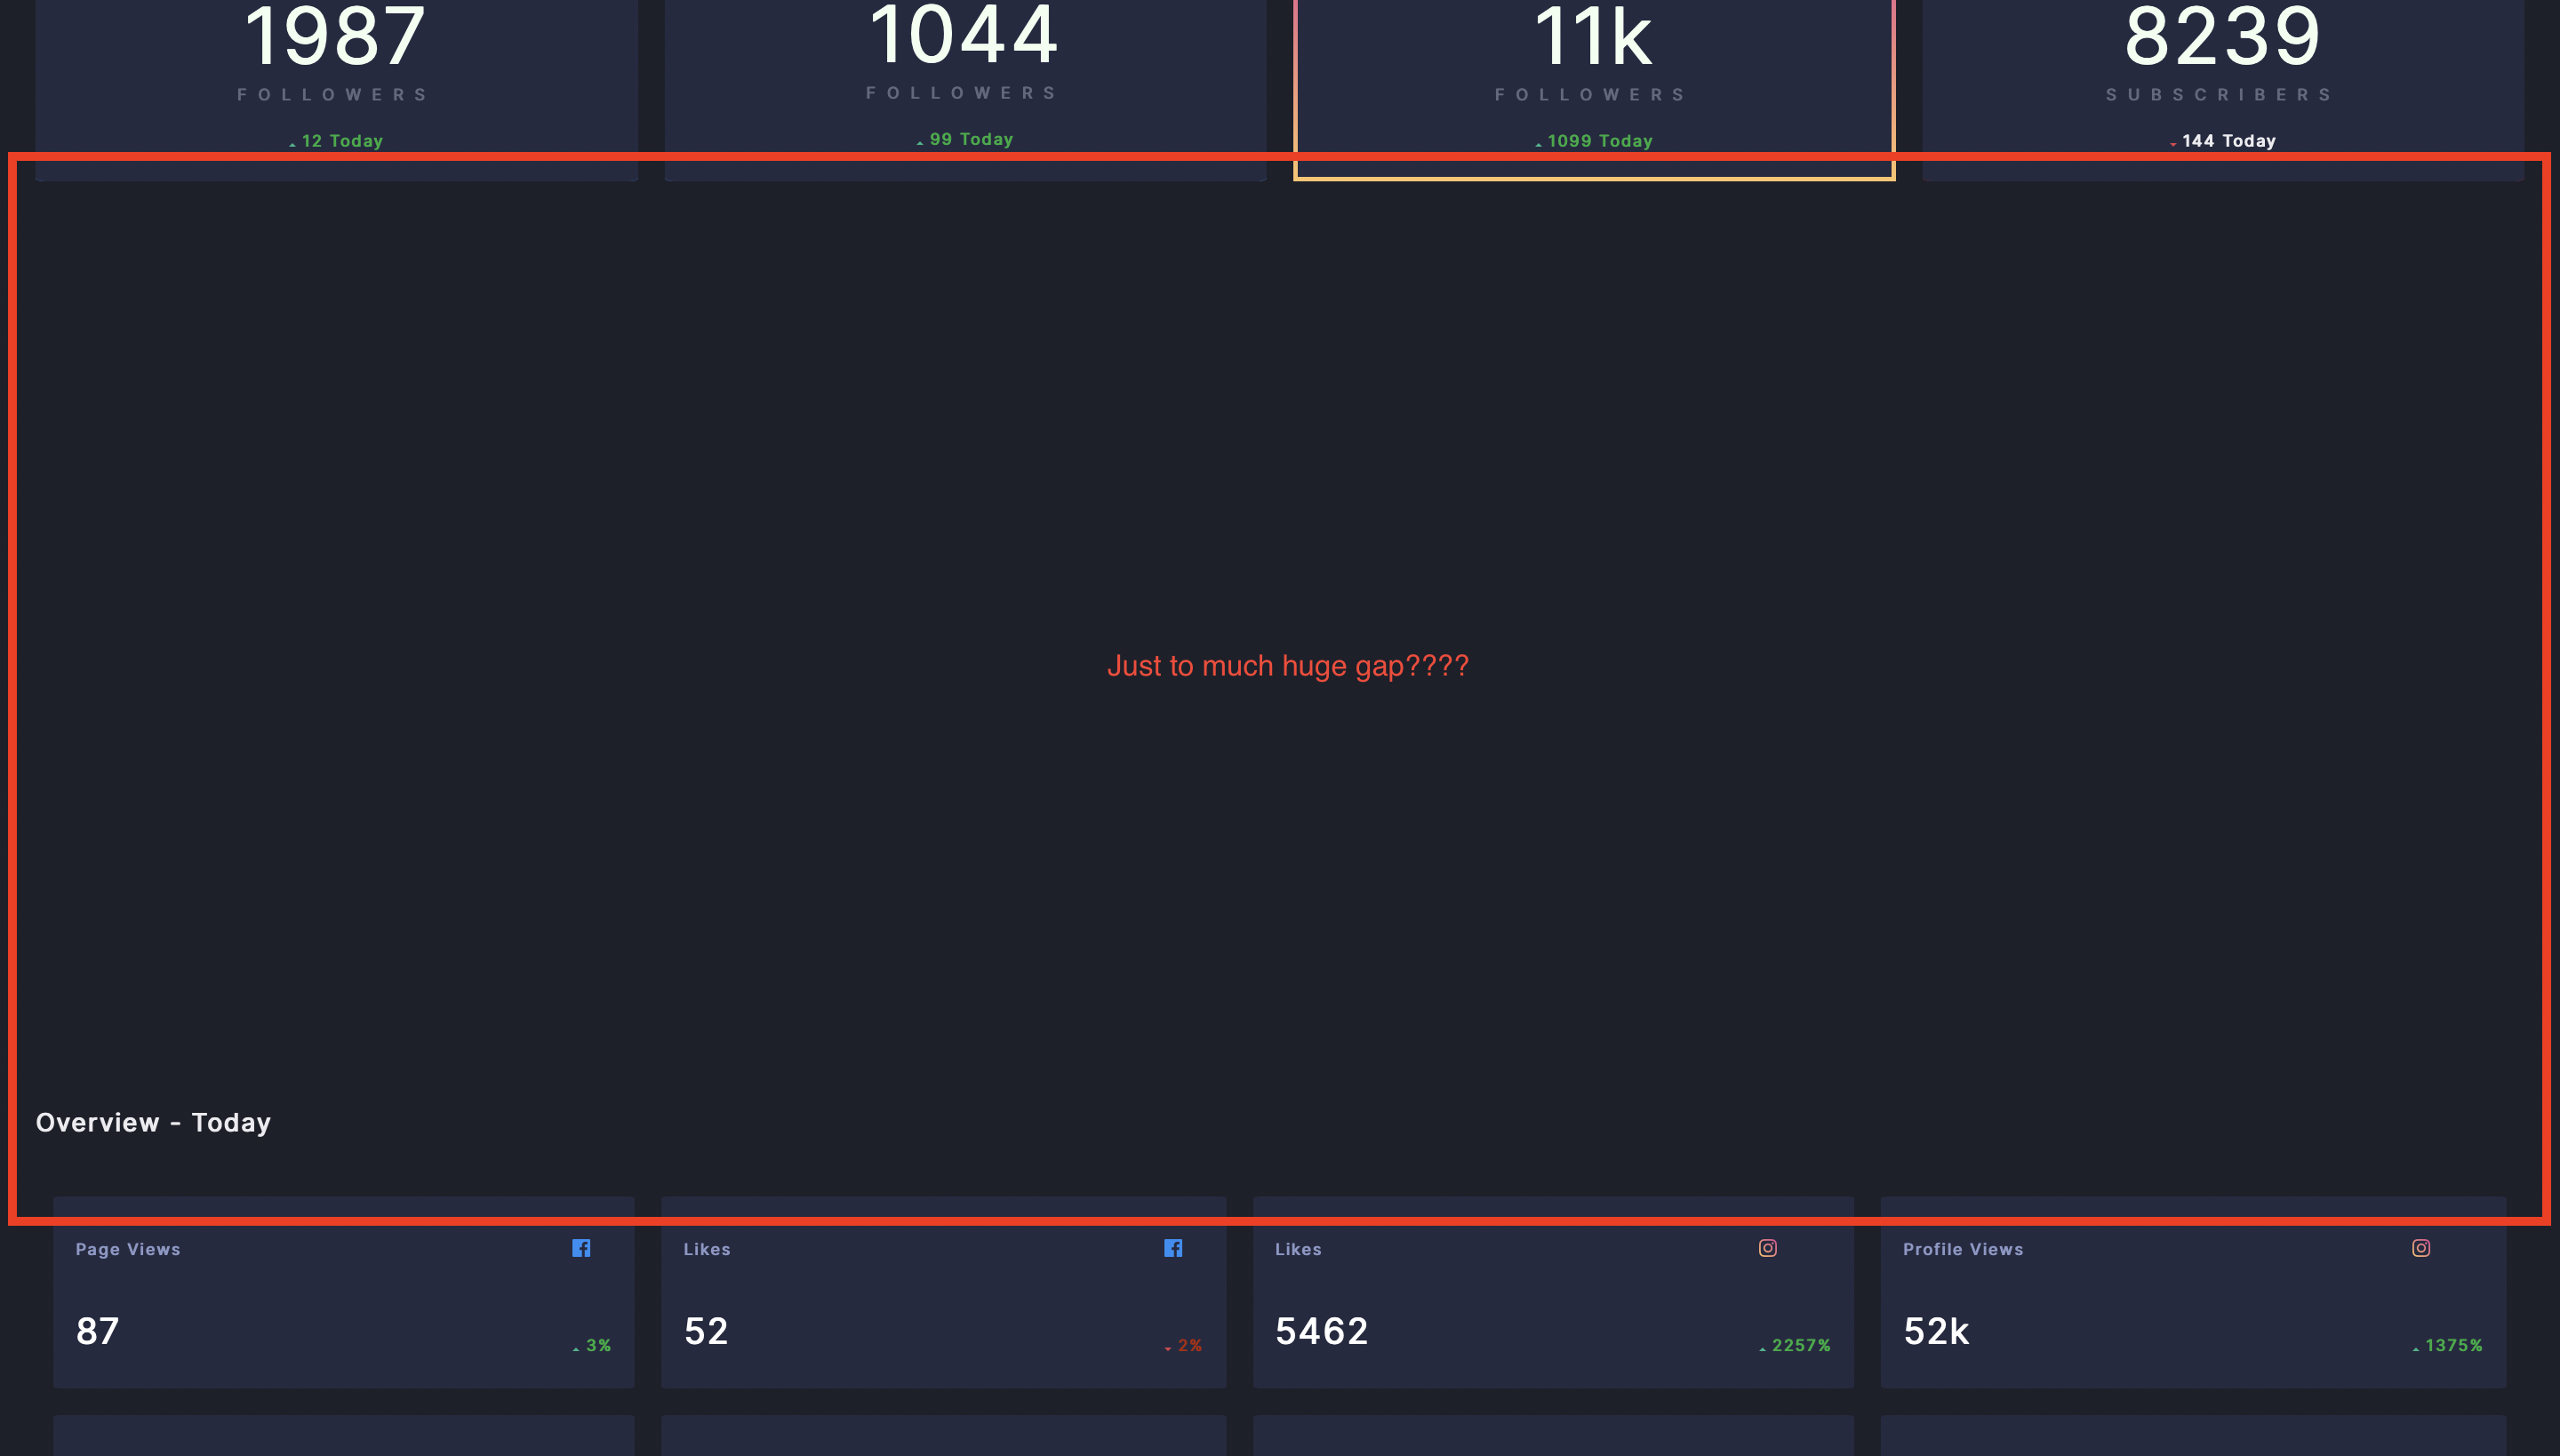 1987
1044
11k
8239
FOLLOWERS
FOLLOWERS
FOLLOWERS
SUBSCRIBERS
12 Today
99 Today
1099 Today
144 Today
Just to much huge gap????
Overview - Today
Page Views
Likes
Likes
Profile Views
87
3%
52
2%
5462
2257%
52k
1375%